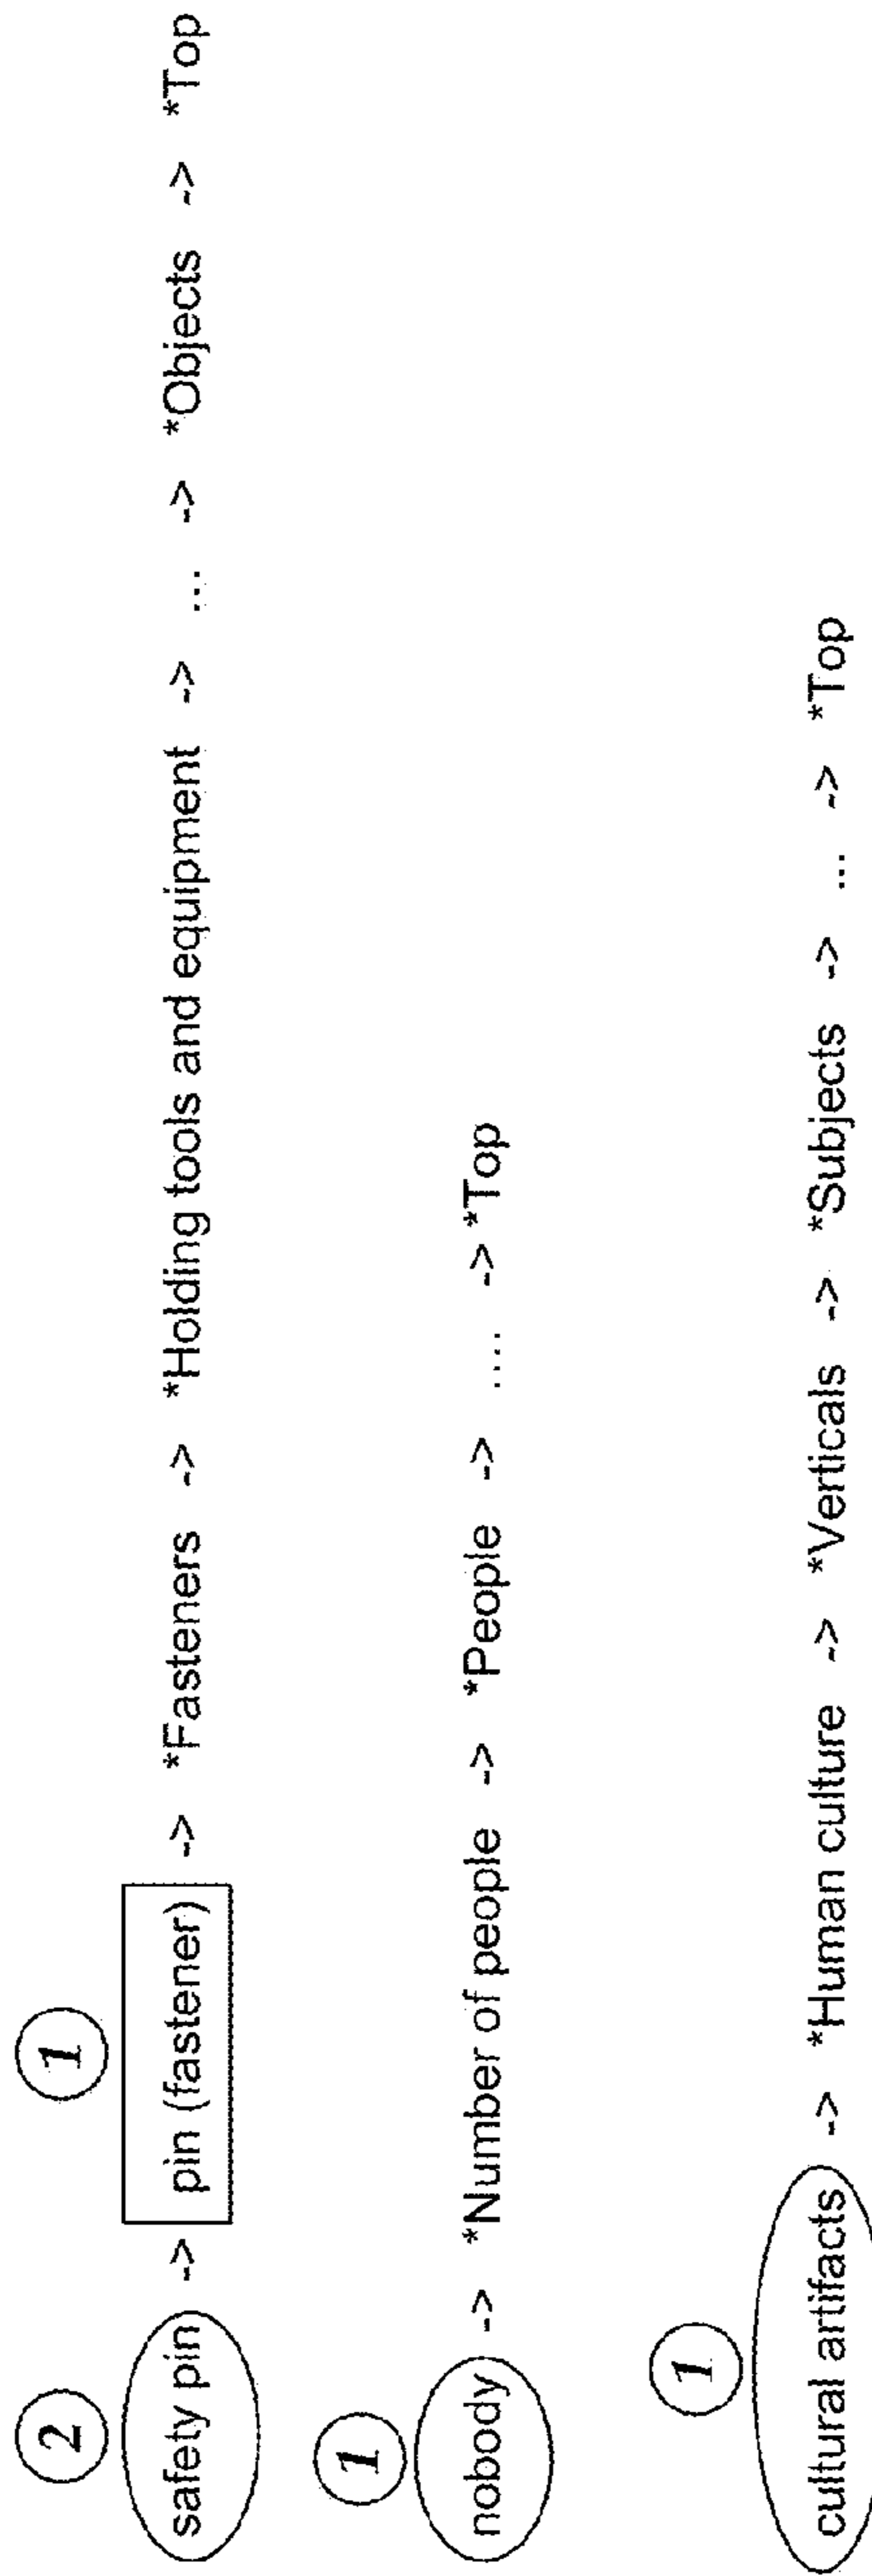 2 1
safety pin -> pin (fastener) -> *Fasteners -> *Holding tools and equipment -> ... -> *Objects -> *Top
1
nobody -> *Number of people -> *People -> .... -> *Top
1
cultural artifacts -> *Human culture -> *Verticals -> *Subjects -> ... -> *Top